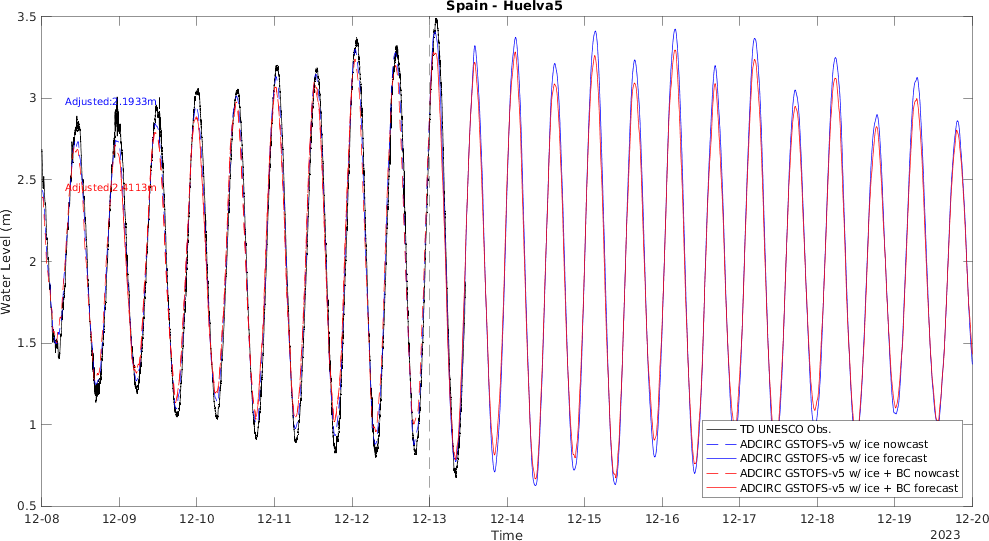 Spain - Huelva5
3.5
3
2.5
2
1.5
1
0.5
Water Level (m)
Adjusted:2.1933m
Adjusted:2.4113m
TD UNESCO Obs.
ADCIRC GSTOFS-v5 w/ ice nowcast
ADCIRC GSTOFS-v5 w/ ice forecast
ADCIRC GSTOFS-v5 w/ ice + BC nowcast
ADCIRC GSTOFS-v5 w/ ice + BC forecast
12-08 12-09 12-10 12-11 12-12 12-13 12-14 12-15 12-16 12-17 12-18 12-19 12-20
Time
2023